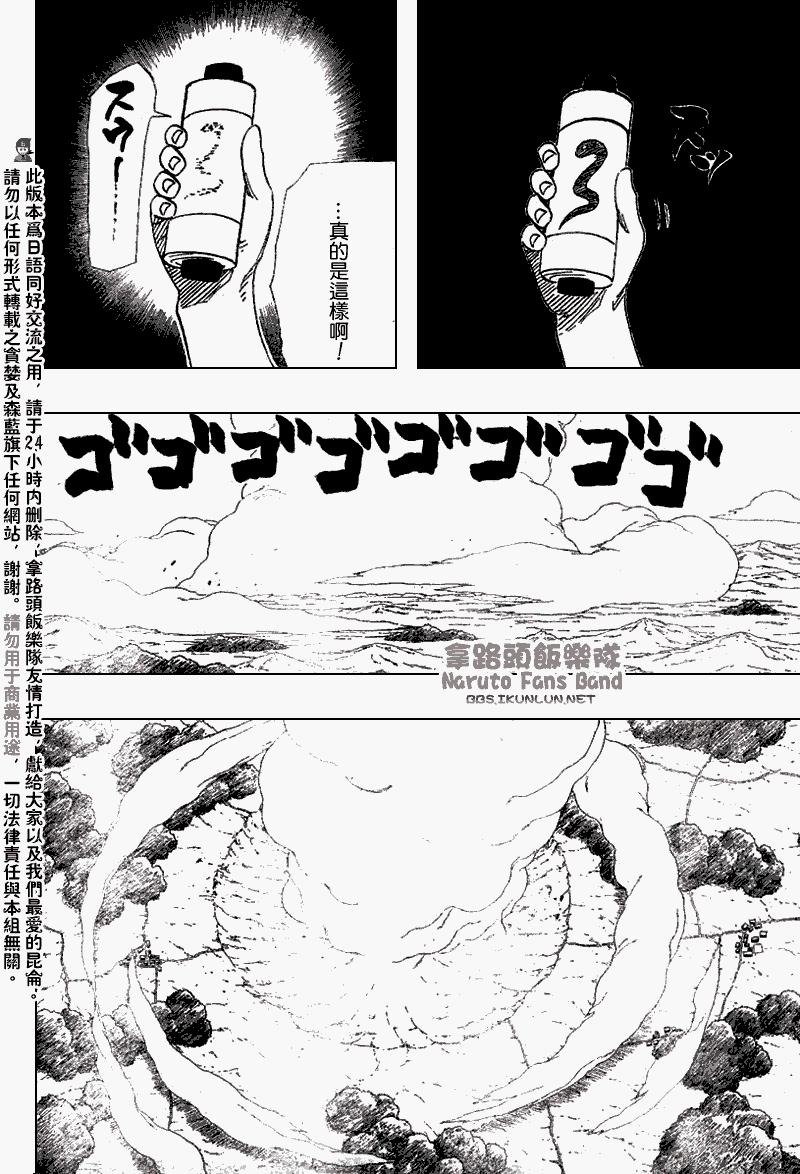 スッ
スゥー
…真的是這樣啊！
ゴゴゴゴゴゴゴゴ
拿路頭飯樂隊
Naruto Fans Band
BBS.IKUNLUN.NET
此版本爲日語同好交流之用，請于24小時内删除，拿路頭飯樂隊友情打造，獻給大家以及我們最愛的昆侖。
請勿以任何形式轉載之貪婪及森藍旗下任何網站，謝謝。請勿用于商業用途，一切法律責任與本組無關。